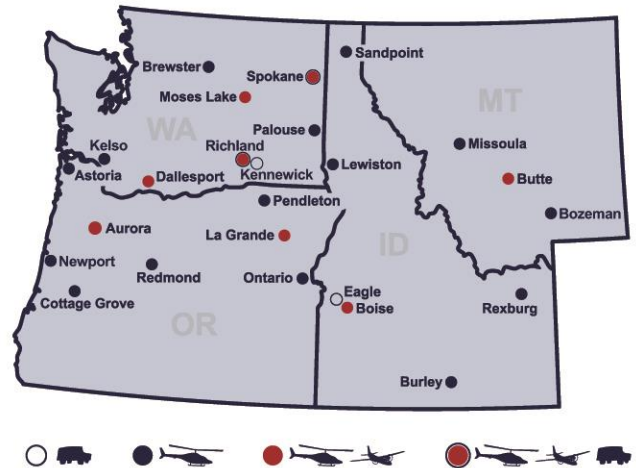 Sandpoint
Brewster
Spokane
Moses Lake
MT
WA
Palouse
Missoula
Kelso
Richland
Lewiston
Astoria
Dallesport
Kennewick
Butte
Pendleton
Bozeman
Aurora
La Grande
ID
Newport
Redmond
Ontario
Eagle
Cottage Grove
Boise
Rexburg
OR
Burley